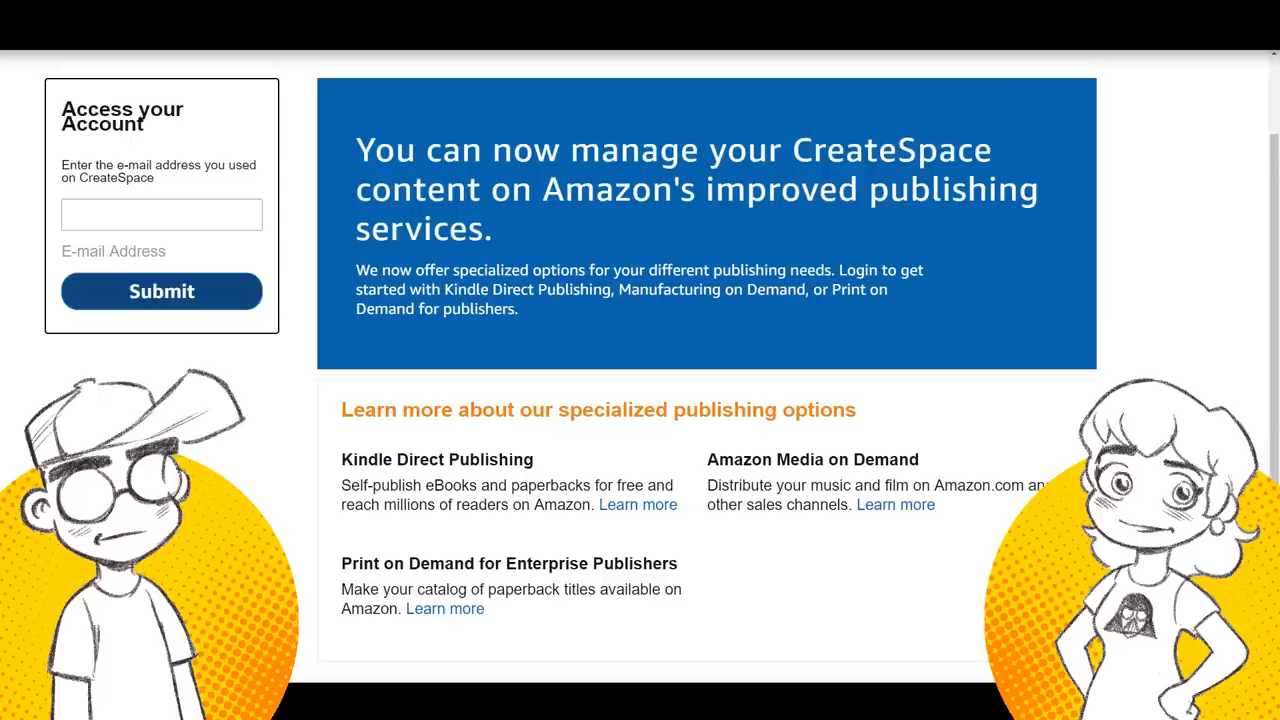 Access your
Account
Enter the e-mail address you used
on CreateSpace
E-mail Address
Submit
You can now manage your CreateSpace
content on Amazon's improved publishing
services.
We now offer specialized options for your different publishing needs. Login to get
started with Kindle Direct Publishing, Manufacturing on Demand, or Print on
Demand for publishers.
Learn more about our specialized publishing options
Kindle Direct Publishing
Self-publish eBooks and paperbacks for free and
reach millions of readers on Amazon. Learn more
Amazon Media on Demand
Distribute your music and film on Amazon.com and
other sales channels. Learn more
Print on Demand for Enterprise Publishers
Make your catalog of paperback titles available on
Amazon. Learn more